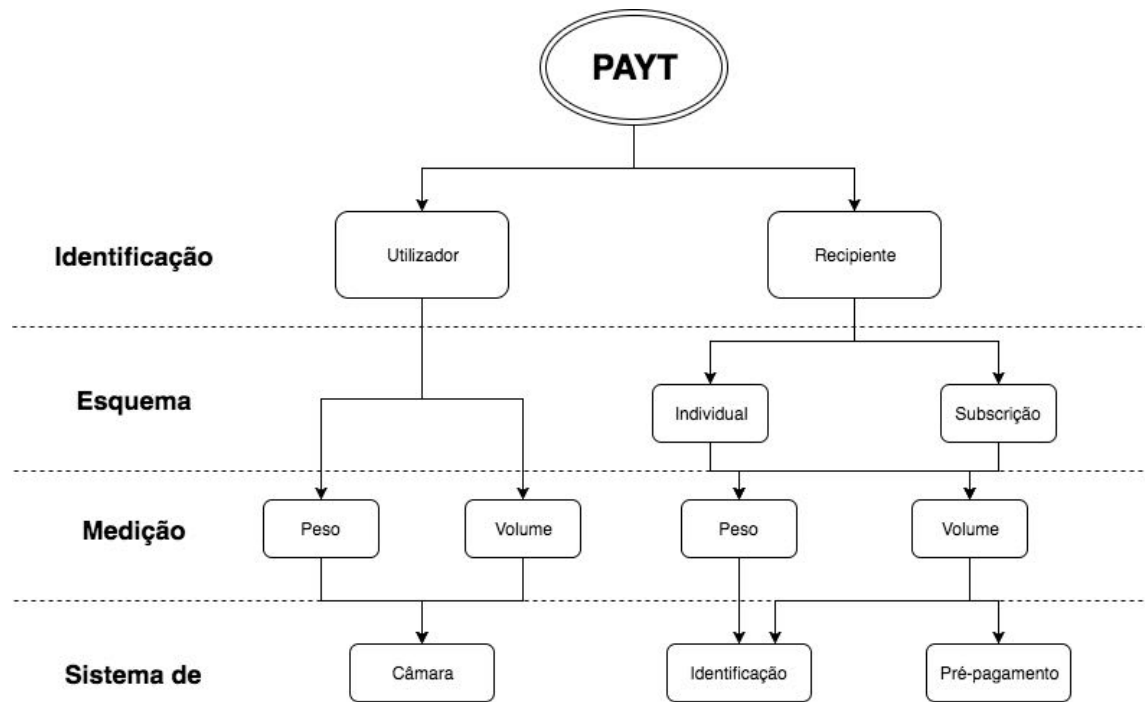 PAYT
Identificação
Utilizador
Recipiente
Esquema
Individual
Subscrição
Medição
Peso
Volume
Peso
Volume
Sistema de
Câmara
Identificação
Pré-pagamento